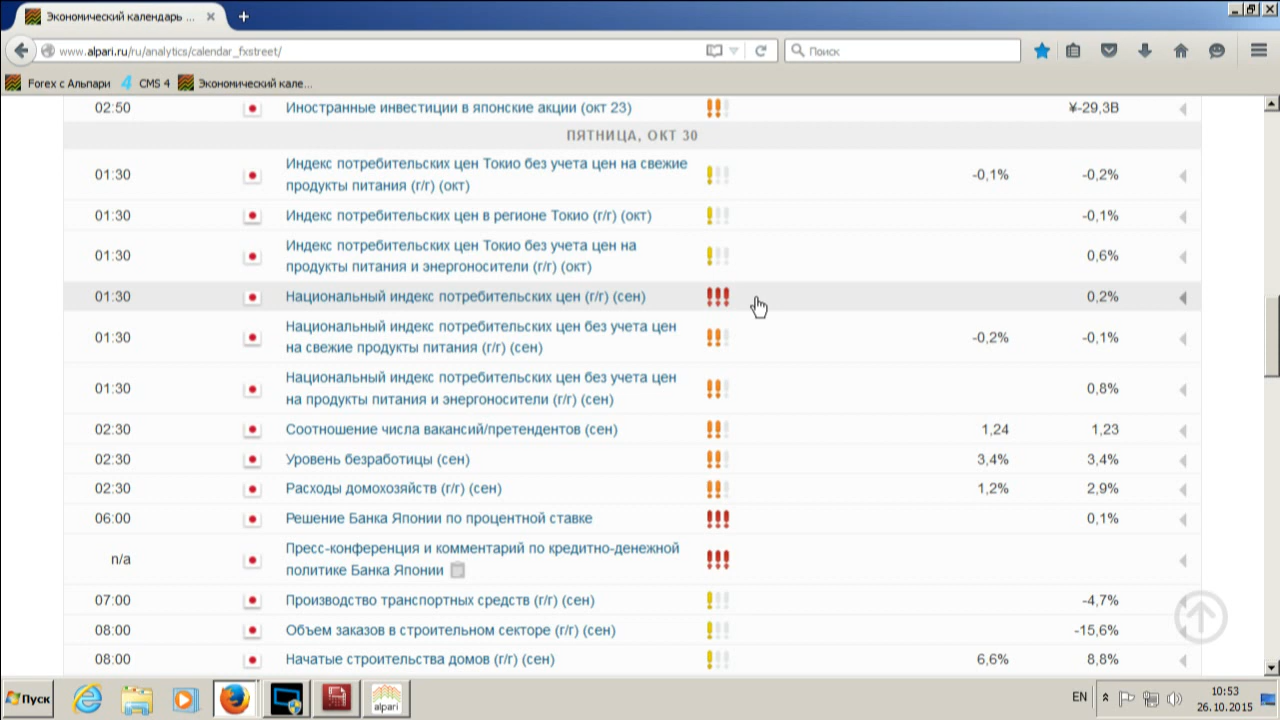 Экономический календарь ...
www.alpari.ru/ru/analytics/calendar_fxstreet/
Поиск
Forex с Альпари
CMS 4
Экономический кале...
02:50 Иностранные инвестиции в японские акции (окт 23) ¥-29,3B
ПЯТНИЦА, ОКТ 30
Индекс потребительских цен Токио без учета цен на свежие
01:30 продукты питания (г/г) (окт) -0,1% -0,2%
01:30 Индекс потребительских цен в регионе Токио (г/г) (окт) -0,1%
Индекс потребительских цен Токио без учета цен на
01:30 продукты питания и энергоносители (г/г) (окт) 0,6%
01:30 Национальный индекс потребительских цен (г/г) (сен) 0,2%
Национальный индекс потребительских цен без учета цен
01:30 на свежие продукты питания (г/г) (сен) -0,2% -0,1%
Национальный индекс потребительских цен без учета цен
01:30 на продукты питания и энергоносители (г/г) (сен) 0,8%
02:30 Соотношение числа вакансий/претендентов (сен) 1,24 1,23
02:30 Уровень безработицы (сен) 3,4% 3,4%
02:30 Расходы домохозяйств (г/г) (сен) 1,2% 2,9%
06:00 Решение Банка Японии по процентной ставке 0,1%
Пресс-конференция и комментарий по кредитно-денежной
n/a политике Банка Японии
07:00 Производство транспортных средств (г/г) (сен) -4,7%
08:00 Объем заказов в строительном секторе (г/г) (сен) -15,6%
08:00 Начатые строительства домов (г/г) (сен) 6,6% 8,8%
Пуск
alpari
EN
10:53
26.10.2015